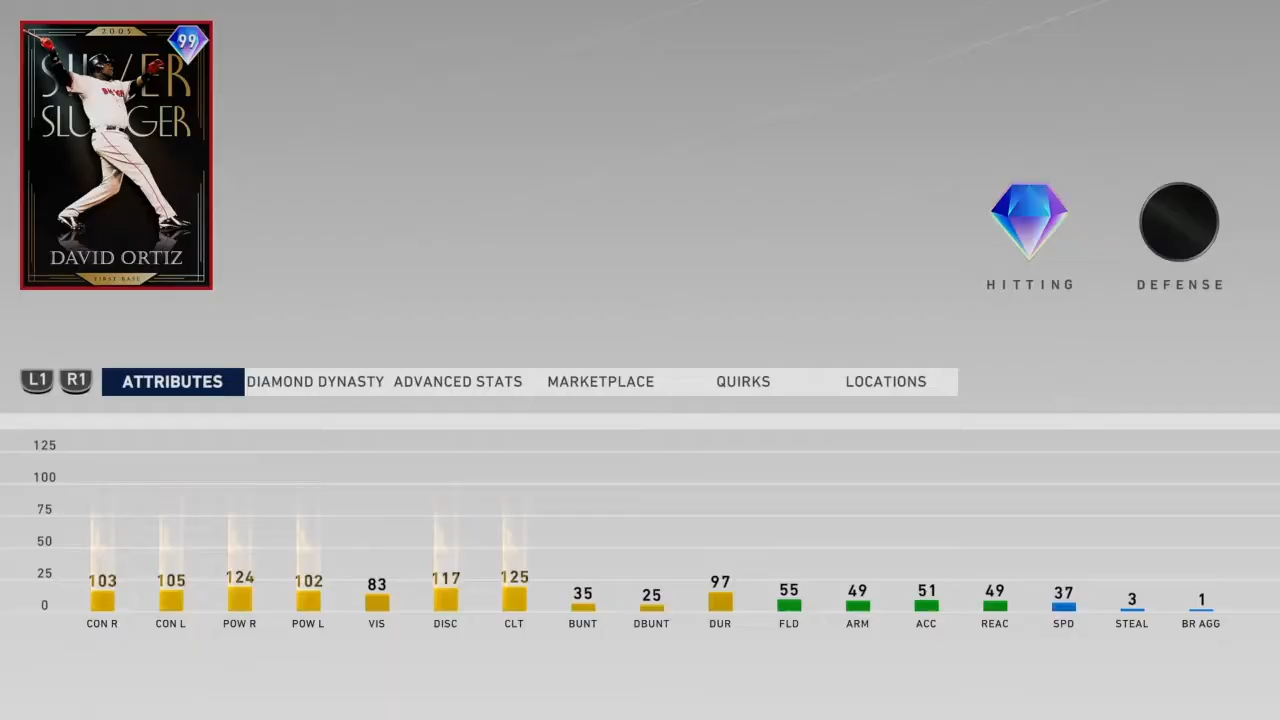 2005
99
SILVER
SLUGGER
DAVID ORTIZ
FIRST BASE
HITTING
DEFENSE
L1 R1 ATTRIBUTES DIAMOND DYNASTY ADVANCED STATS MARKETPLACE QUIRKS LOCATIONS
125
100
75
50
25
0
103 105 124 102 83 117 125 35 25 97 55 49 51 49 37 3 1
CON R CON L POW R POW L VIS DISC CLT BUNT DBUNT DUR FLD ARM ACC REAC SPD STEAL BR AGG